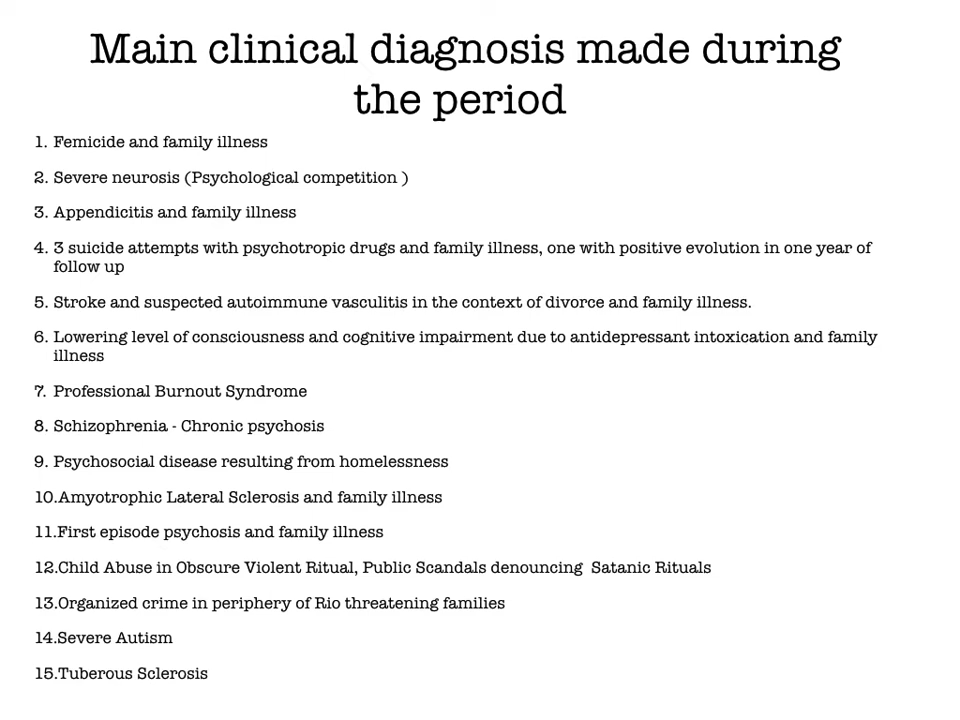 Main clinical diagnosis made during
the period
1. Femicide and family illness
2. Severe neurosis (Psychological competition )
3. Appendicitis and family illness
4. 3 suicide attempts with psychotropic drugs and family illness, one with positive evolution in one year of
follow up
5. Stroke and suspected autoimmune vasculitis in the context of divorce and family illness.
6. Lowering level of consciousness and cognitive impairment due to antidepressant intoxication and family
illness
7. Professional Burnout Syndrome
8. Schizophrenia - Chronic psychosis
9. Psychosocial disease resulting from homelessness
10.Amyotrophic Lateral Sclerosis and family illness
11.First episode psychosis and family illness
12.Child Abuse in Obscure Violent Ritual, Public Scandals denouncing  Satanic Rituals
13.Organized crime in periphery of Rio threatening families
14.Severe Autism
15.Tuberous Sclerosis